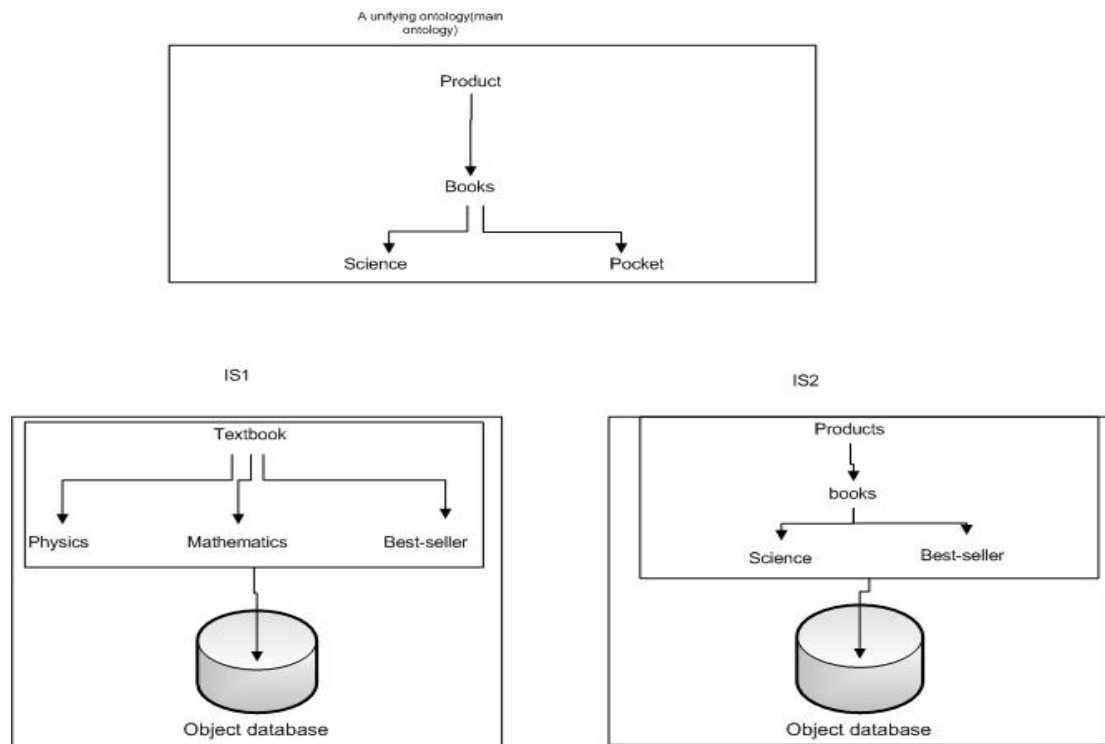 A unifying ontology(main
ontology)
Product
Books
Science Pocket
IS1
IS2
Textbook
Physics Mathematics Best-seller
Object database
Products
books
Science Best-seller
Object database